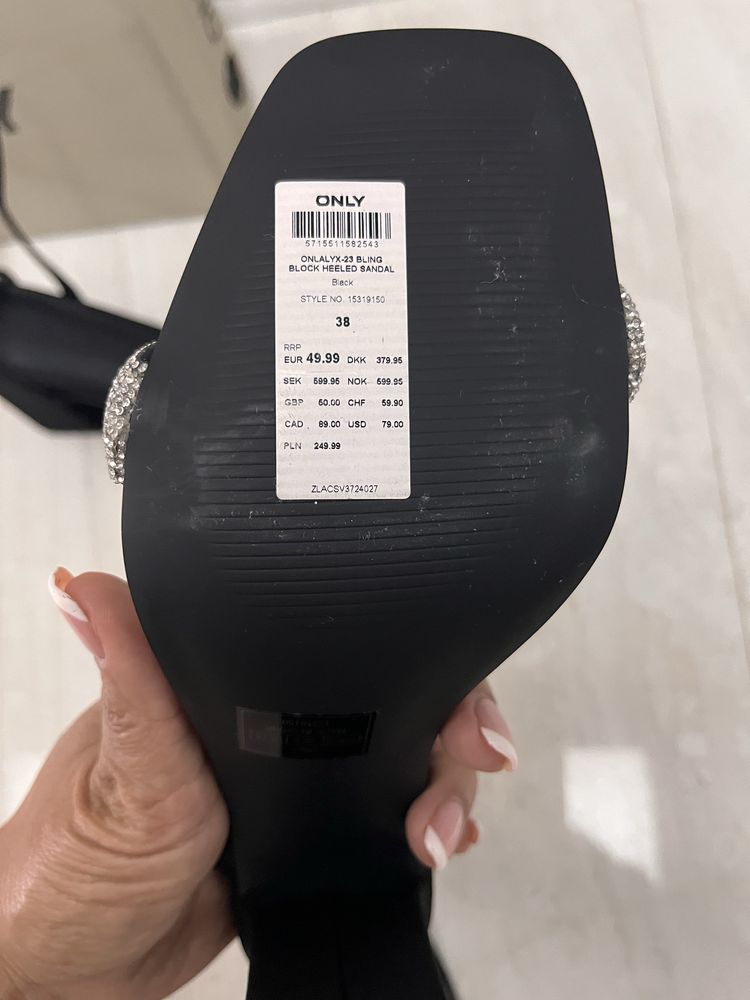 ONLY
5715511582543
ONLALYX-23 BLING
BLOCK HEELED SANDAL
Black
STYLE NO. 15319150
38
RRP
EUR 49.99 DKK 379.95
SEK 599.95 NOK 599.95
GBP 50.00 CHF 59.90
CAD 89.00 USD 79.00
PLN 249.99
ZLACSV3724027